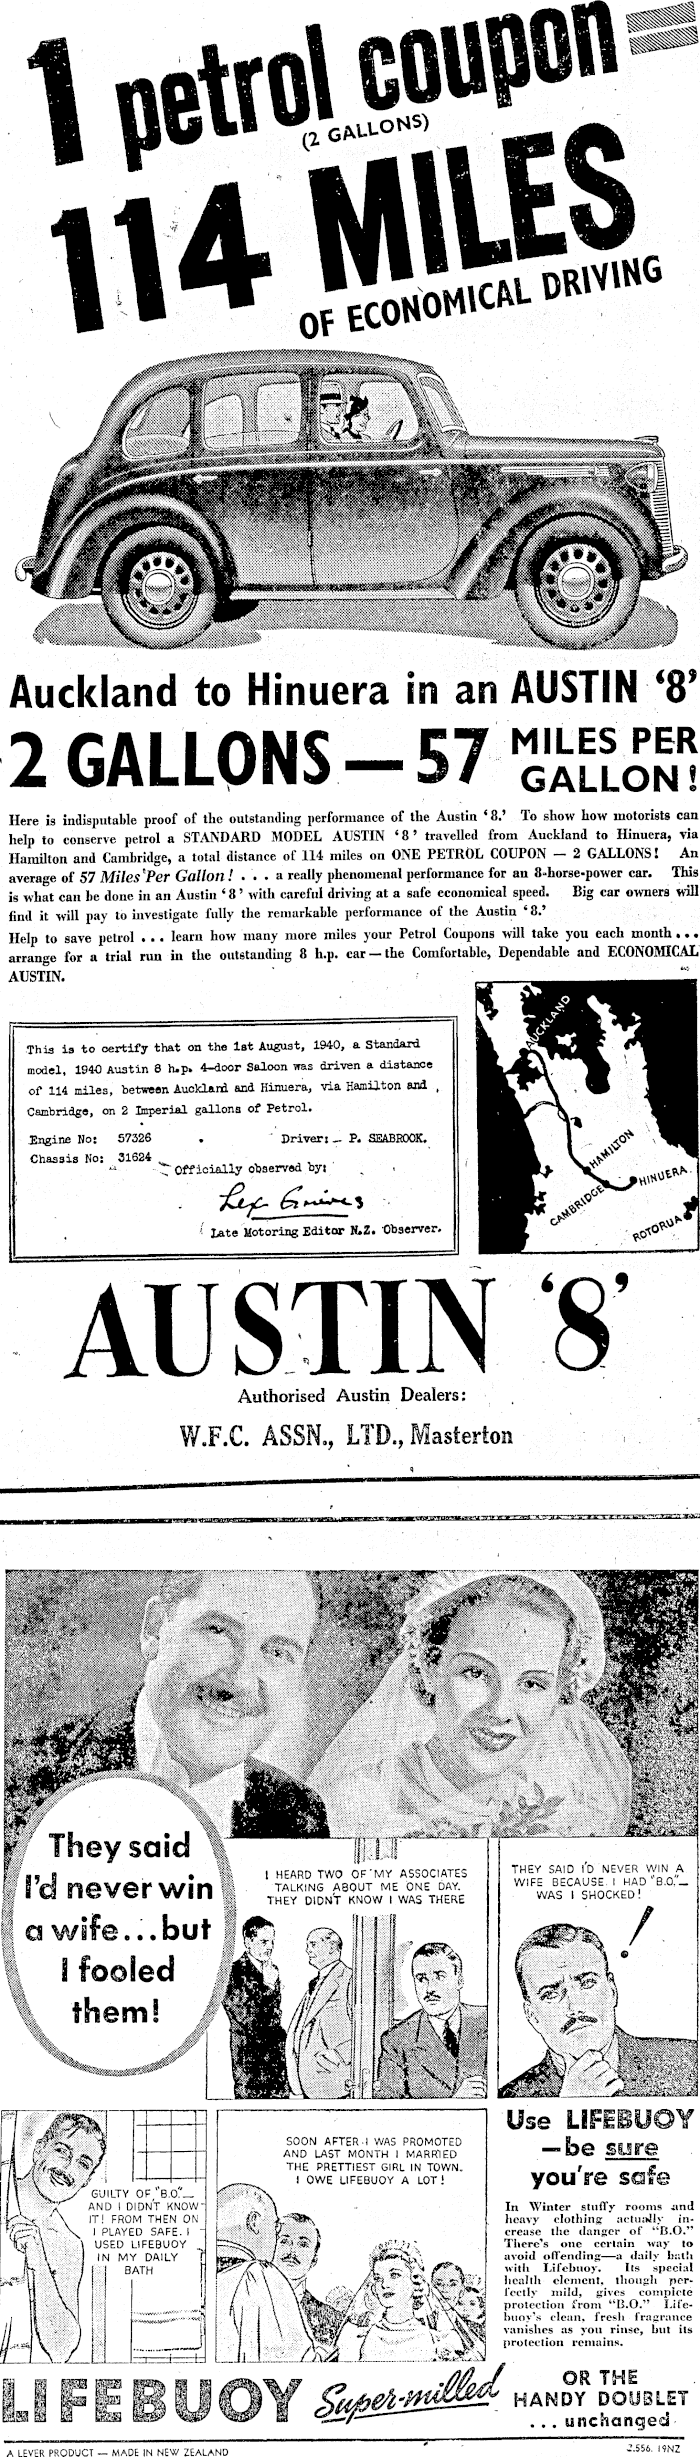 1 petrol coupon =
(2 GALLONS)
114 MILES
OF ECONOMICAL DRIVING
Auckland to Hinuera in an AUSTIN ‘8’
2 GALLONS — 57 MILES PER
GALLON!
Here is indisputable proof of the outstanding performance of the Austin ‘8.’ To show how motorists can
help to conserve petrol a STANDARD MODEL AUSTIN ‘8’ travelled from Auckland to Hinuera, via
Hamilton and Cambridge, a total distance of 114 miles on ONE PETROL COUPON — 2 GALLONS! An
average of 57 Miles Per Gallon! . . . a really phenomenal performance for an 8-horse-power car. This
is what can be done in an Austin ‘8’ with careful driving at a safe economical speed. Big car owners will
find it will pay to investigate fully the remarkable performance of the Austin ‘8.’
Help to save petrol ... learn how many more miles your Petrol Coupons will take you each month...
arrange for a trial run in the outstanding 8 h.p. car—the Comfortable, Dependable and ECONOMICAL
AUSTIN.
This is to certify that on the 1st August, 1940, a Standard
model, 1940 Austin 8 h.p. 4-door Saloon was driven a distance
of 114 miles, between Auckland and Hinuera, via Hamilton and
Cambridge, on 2 Imperial gallons of Petrol.
Engine No: 57326 Driver: – P. SEABROOK.
Chassis No: 31624
Officially observed by:
Late Motoring Editor N.Z. Observer.
AUCKLAND
HAMILTON
HINUERA
CAMBRIDGE
ROTORUA
AUSTIN ‘8’
Authorised Austin Dealers:
W.F.C. ASSN., LTD., Masterton
They said
I'd never win
a wife...but
I fooled
them!
I HEARD TWO OF MY ASSOCIATES
TALKING ABOUT ME ONE DAY.
THEY DIDN'T KNOW I WAS THERE
THEY SAID I'D NEVER WIN A
WIFE BECAUSE I HAD "B.O."—
WAS I SHOCKED!
!
GUILTY OF "B.O."—
AND I DIDN'T KNOW
IT! FROM THEN ON
I PLAYED SAFE. I
USED LIFEBUOY
IN MY DAILY
BATH
SOON AFTER I WAS PROMOTED
AND LAST MONTH I MARRIED
THE PRETTIEST GIRL IN TOWN.
I OWE LIFEBUOY A LOT!
Use LIFEBUOY
—be sure
you're safe
In Winter stuffy rooms and
heavy clothing actually in-
crease the danger of "B.O."
There's one certain way to
avoid offending—a daily bath
with Lifebuoy. Its special
health element, though per-
fectly mild, gives complete
protection from "B.O." Life-
buoy's clean, fresh fragrance
vanishes as you rinse, but its
protection remains.
LIFEBUOY Super-milled
OR THE
HANDY DOUBLET
... unchanged
A LEVER PRODUCT — MADE IN NEW ZEALAND
Z.556. 19NZ